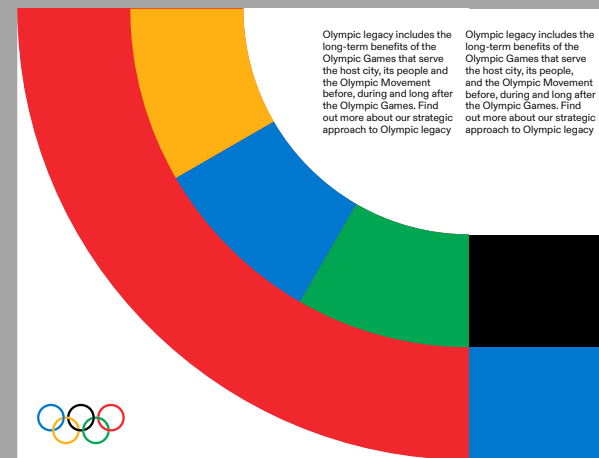 Olympic legacy includes the
long-term benefits of the
Olympic Games that serve
the host city, its people and
the Olympic Movement
before, during and long after
the Olympic Games. Find
out more about our strategic
approach to Olympic legacy
Olympic legacy includes the
long-term benefits of the
Olympic Games that serve
the host city, its people,
and the Olympic Movement
before, during and long after
the Olympic Games. Find
out more about our strategic
approach to Olympic legacy